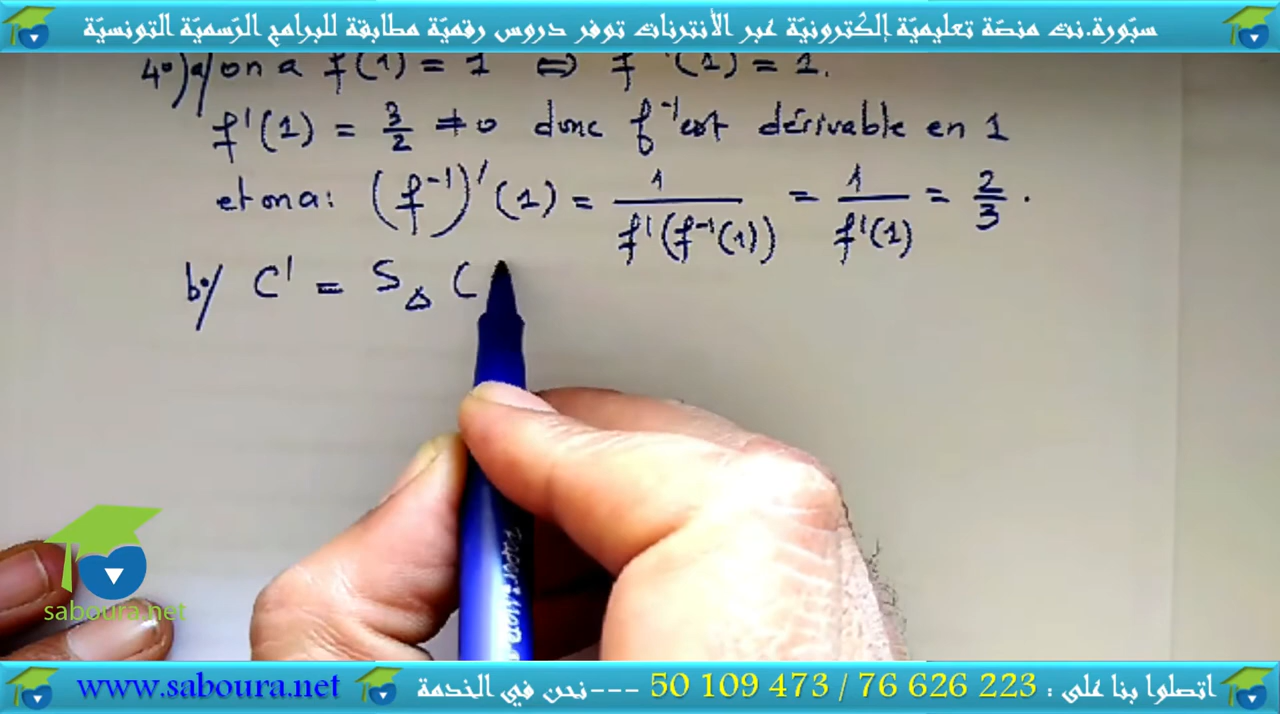 سبّورة.نت منصّة تعليميّة إلكترونيّة عبر الأنترنات توفر دروس رقميّة مطابقة للبرامج الرّسميّة التونسيّة
4°)a/ on a f(1) = 1 ⇔ f⁻¹(1) = 1.
f'(1) = 3/2 ≠ 0 donc f⁻¹ est dérivable en 1
et on a: (f⁻¹)'(1) = 1/f'(f⁻¹(1)) = 1/f'(1) = 2/3.
b°/ C' = S_Δ (
saboura.net
www.saboura.net اتصلوا بنا على : 50 109 473 / 76 626 223 ---نحن في الخدمة